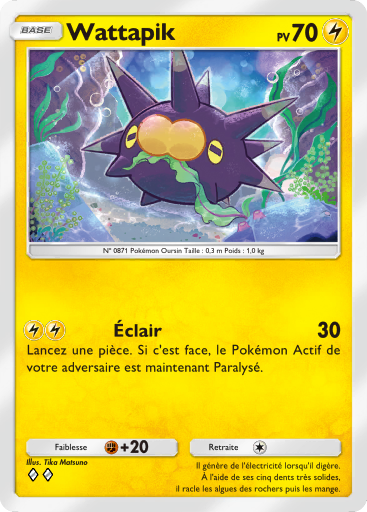 BASE Wattapik PV 70
N° 0871 Pokémon Oursin Taille : 0,3 m Poids : 1,0 kg
Éclair 30
Lancez une pièce. Si c'est face, le Pokémon Actif de
votre adversaire est maintenant Paralysé.
Faiblesse +20 Retraite
Illus. Tika Matsuno
Il génère de l'électricité lorsqu'il digère.
À l'aide de ses cinq dents très solides,
il racle les algues des rochers puis les mange.